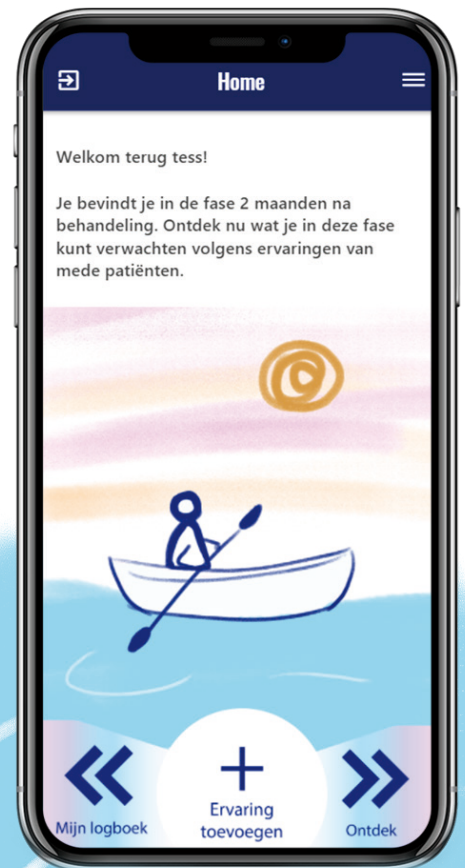 Home
Welkom terug tess!
Je bevindt je in de fase 2 maanden na
behandeling. Ontdek nu wat je in deze fase
kunt verwachten volgens ervaringen van
mede patiënten.
Mijn logboek
Ervaring
toevoegen
Ontdek